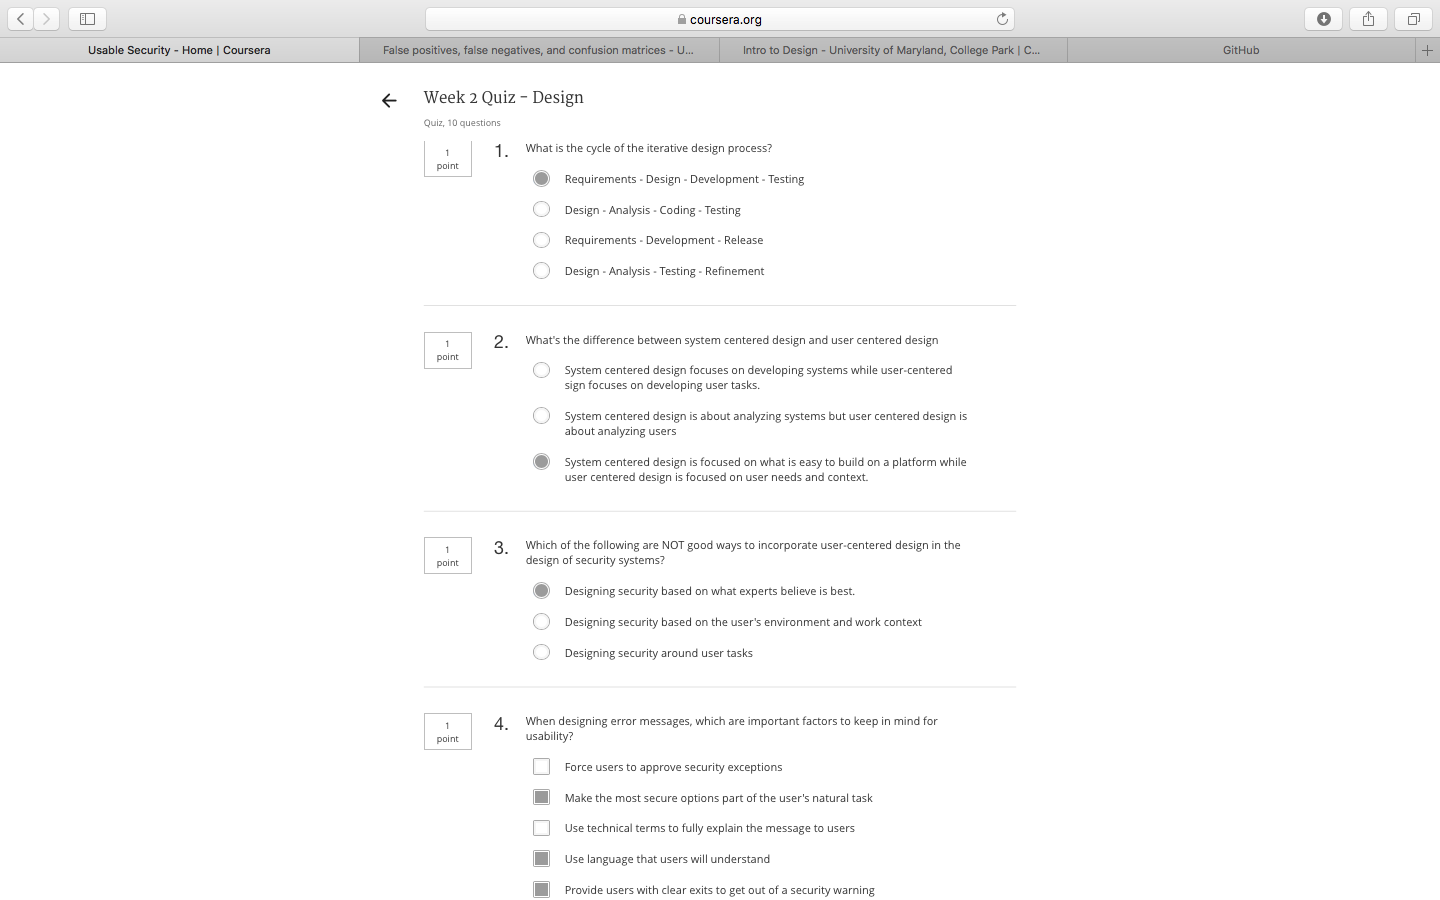 coursera.org
Usable Security - Home | Coursera
False positives, false negatives, and confusion matrices - U...
Intro to Design - University of Maryland, College Park | C...
GitHub
Week 2 Quiz - Design
Quiz, 10 questions
1
point
1.
What is the cycle of the iterative design process?
Requirements - Design - Development - Testing
Design - Analysis - Coding - Testing
Requirements - Development - Release
Design - Analysis - Testing - Refinement
1
point
2.
What's the difference between system centered design and user centered design
System centered design focuses on developing systems while user-centered
sign focuses on developing user tasks.
System centered design is about analyzing systems but user centered design is
about analyzing users
System centered design is focused on what is easy to build on a platform while
user centered design is focused on user needs and context.
1
point
3.
Which of the following are NOT good ways to incorporate user-centered design in the
design of security systems?
Designing security based on what experts believe is best.
Designing security based on the user's environment and work context
Designing security around user tasks
1
point
4.
When designing error messages, which are important factors to keep in mind for
usability?
Force users to approve security exceptions
Make the most secure options part of the user's natural task
Use technical terms to fully explain the message to users
Use language that users will understand
Provide users with clear exits to get out of a security warning